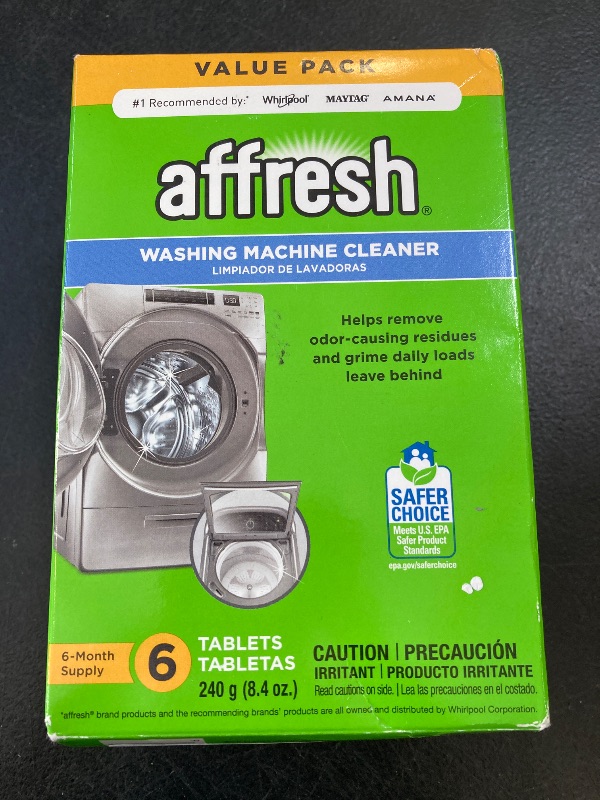 VALUE PACK
#1 Recommended by:* Whirlpool MAYTAG® AMANA®
affresh®
WASHING MACHINE CLEANER
LIMPIADOR DE LAVADORAS
Helps remove
odor-causing residues
and grime daily loads
leave behind
SAFER
CHOICE
Meets U.S. EPA
Safer Product
Standards
epa.gov/saferchoice
6-Month
Supply
6
TABLETS
TABLETAS
240 g (8.4 oz.)
CAUTION | PRECAUCIÓN
IRRITANT | PRODUCTO IRRITANTE
Read cautions on side. | Lea las precauciones en el costado.
*affresh® brand products and the recommending brands' products are all owned and distributed by Whirlpool Corporation.